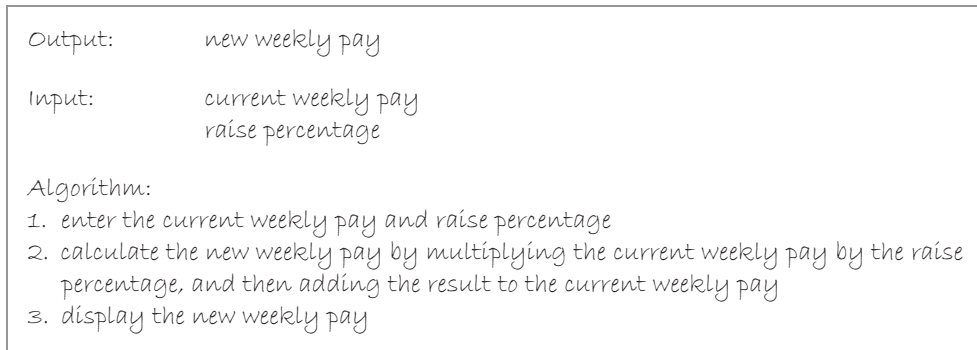 Output: new weekly pay
Input: current weekly pay
raise percentage
Algorithm:
1. enter the current weekly pay and raise percentage
2. calculate the new weekly pay by multiplying the current weekly pay by the raise
percentage, and then adding the result to the current weekly pay
3. display the new weekly pay